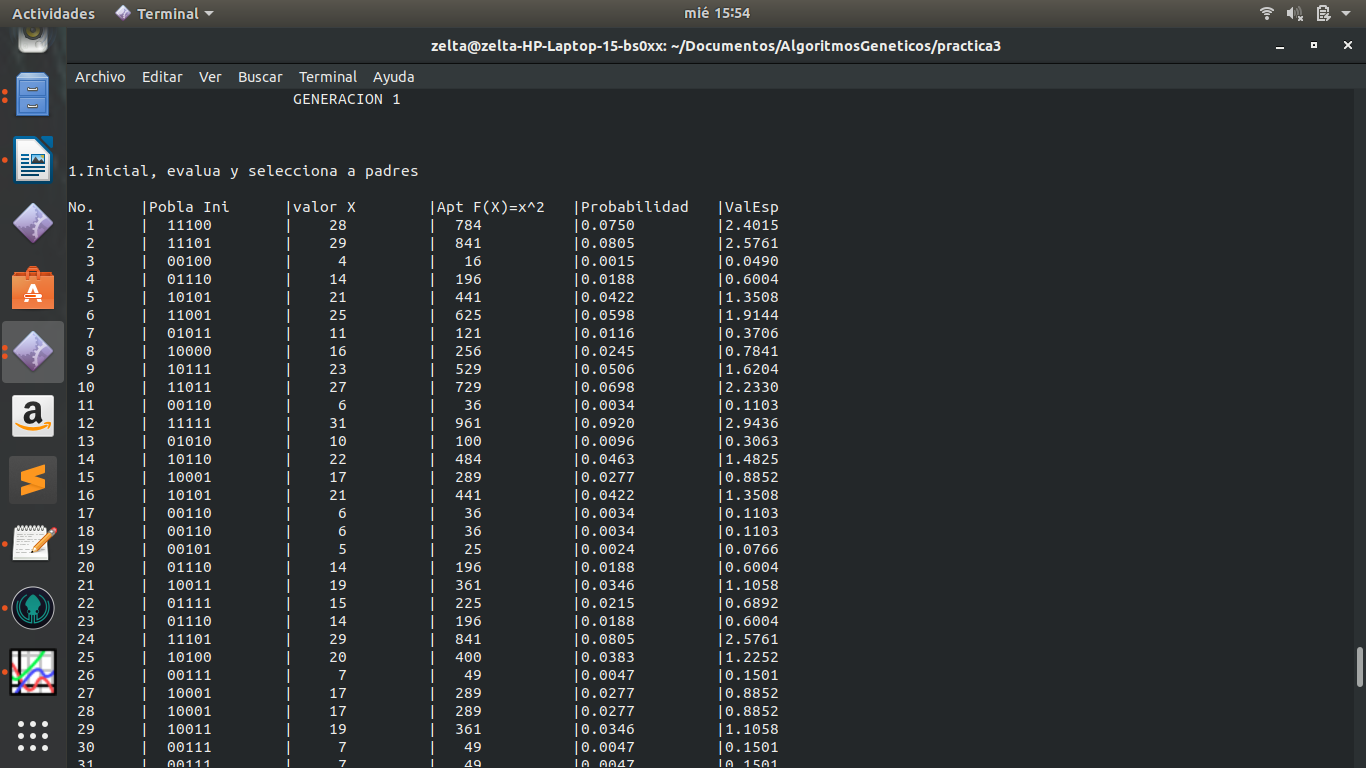 Actividades Terminal mié 15:54
zelta@zelta-HP-Laptop-15-bs0xx: ~/Documentos/AlgoritmosGeneticos/practica3
Archivo Editar Ver Buscar Terminal Ayuda
GENERACION 1
1.Inicial, evalua y selecciona a padres
No. |Pobla Ini |valor X |Apt F(X)=x^2 |Probabilidad |ValEsp
1 | 11100 | 28 | 784 |0.0750 |2.4015
2 | 11101 | 29 | 841 |0.0805 |2.5761
3 | 00100 | 4 | 16 |0.0015 |0.0490
4 | 01110 | 14 | 196 |0.0188 |0.6004
5 | 10101 | 21 | 441 |0.0422 |1.3508
6 | 11001 | 25 | 625 |0.0598 |1.9144
7 | 01011 | 11 | 121 |0.0116 |0.3706
8 | 10000 | 16 | 256 |0.0245 |0.7841
9 | 10111 | 23 | 529 |0.0506 |1.6204
10 | 11011 | 27 | 729 |0.0698 |2.2330
11 | 00110 | 6 | 36 |0.0034 |0.1103
12 | 11111 | 31 | 961 |0.0920 |2.9436
13 | 01010 | 10 | 100 |0.0096 |0.3063
14 | 10110 | 22 | 484 |0.0463 |1.4825
15 | 10001 | 17 | 289 |0.0277 |0.8852
16 | 10101 | 21 | 441 |0.0422 |1.3508
17 | 00110 | 6 | 36 |0.0034 |0.1103
18 | 00110 | 6 | 36 |0.0034 |0.1103
19 | 00101 | 5 | 25 |0.0024 |0.0766
20 | 01110 | 14 | 196 |0.0188 |0.6004
21 | 10011 | 19 | 361 |0.0346 |1.1058
22 | 01111 | 15 | 225 |0.0215 |0.6892
23 | 01110 | 14 | 196 |0.0188 |0.6004
24 | 11101 | 29 | 841 |0.0805 |2.5761
25 | 10100 | 20 | 400 |0.0383 |1.2252
26 | 00111 | 7 | 49 |0.0047 |0.1501
27 | 10001 | 17 | 289 |0.0277 |0.8852
28 | 10001 | 17 | 289 |0.0277 |0.8852
29 | 10011 | 19 | 361 |0.0346 |1.1058
30 | 00111 | 7 | 49 |0.0047 |0.1501
31 | 00111 | 7 | 49 |0.0047 |0.1501